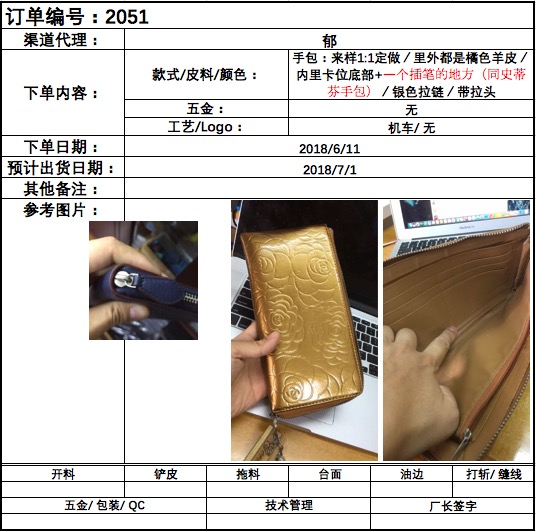 订单编号：2051
渠道代理： 郁
下单内容：
款式/皮料/颜色：
手包：来样1:1定做 / 里外都是橘色羊皮 /
内里卡位底部+一个插笔的地方（同史蒂
芬手包） / 银色拉链 / 带拉头
五金： 无
工艺/Logo： 机车/ 无
下单日期： 2018/6/11
预计出货日期： 2018/7/1
其他备注：
参考图片：
开料 铲皮 拖料 台面 油边 打斩/ 缝线
五金/ 包装/ QC 技术管理 厂长签字